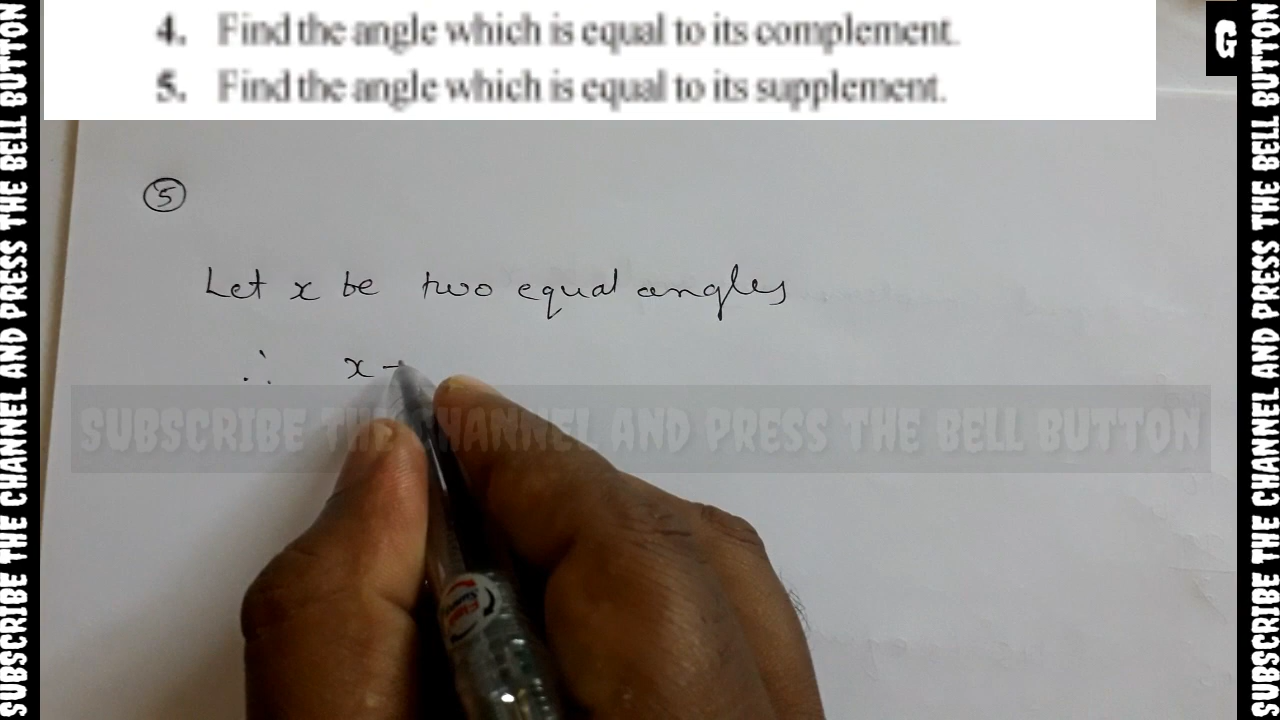 4. Find the angle which is equal to its complement.
5. Find the angle which is equal to its supplement.
5
Let x be two equal angles
∴ x -
SUBSCRIBE THE CHANNEL AND PRESS THE BELL BUTTON
SUBSCRIBE THE CHANNEL AND PRESS THE BELL BUTTON
SUBSCRIBE THE CHANNEL AND PRESS THE BELL BUTTON